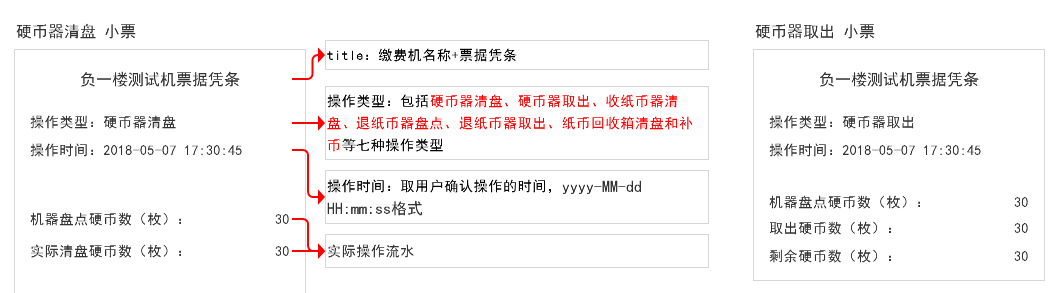 硬币器清盘 小票
负一楼测试机票据凭条
操作类型：硬币器清盘
操作时间：2018-05-07 17:30:45
机器盘点硬币数（枚）： 30
实际清盘硬币数（枚）： 30
title：缴费机名称+票据凭条
操作类型：包括硬币器清盘、硬币器取出、收纸币器清
盘、退纸币器盘点、退纸币器取出、纸币回收箱清盘和补
币等七种操作类型
操作时间：取用户确认操作的时间，yyyy-MM-dd
HH:mm:ss格式
实际操作流水
硬币器取出 小票
负一楼测试机票据凭条
操作类型：硬币器取出
操作时间：2018-05-07 17:30:45
机器盘点硬币数（枚）： 30
取出硬币数（枚）： 30
剩余硬币数（枚）： 30